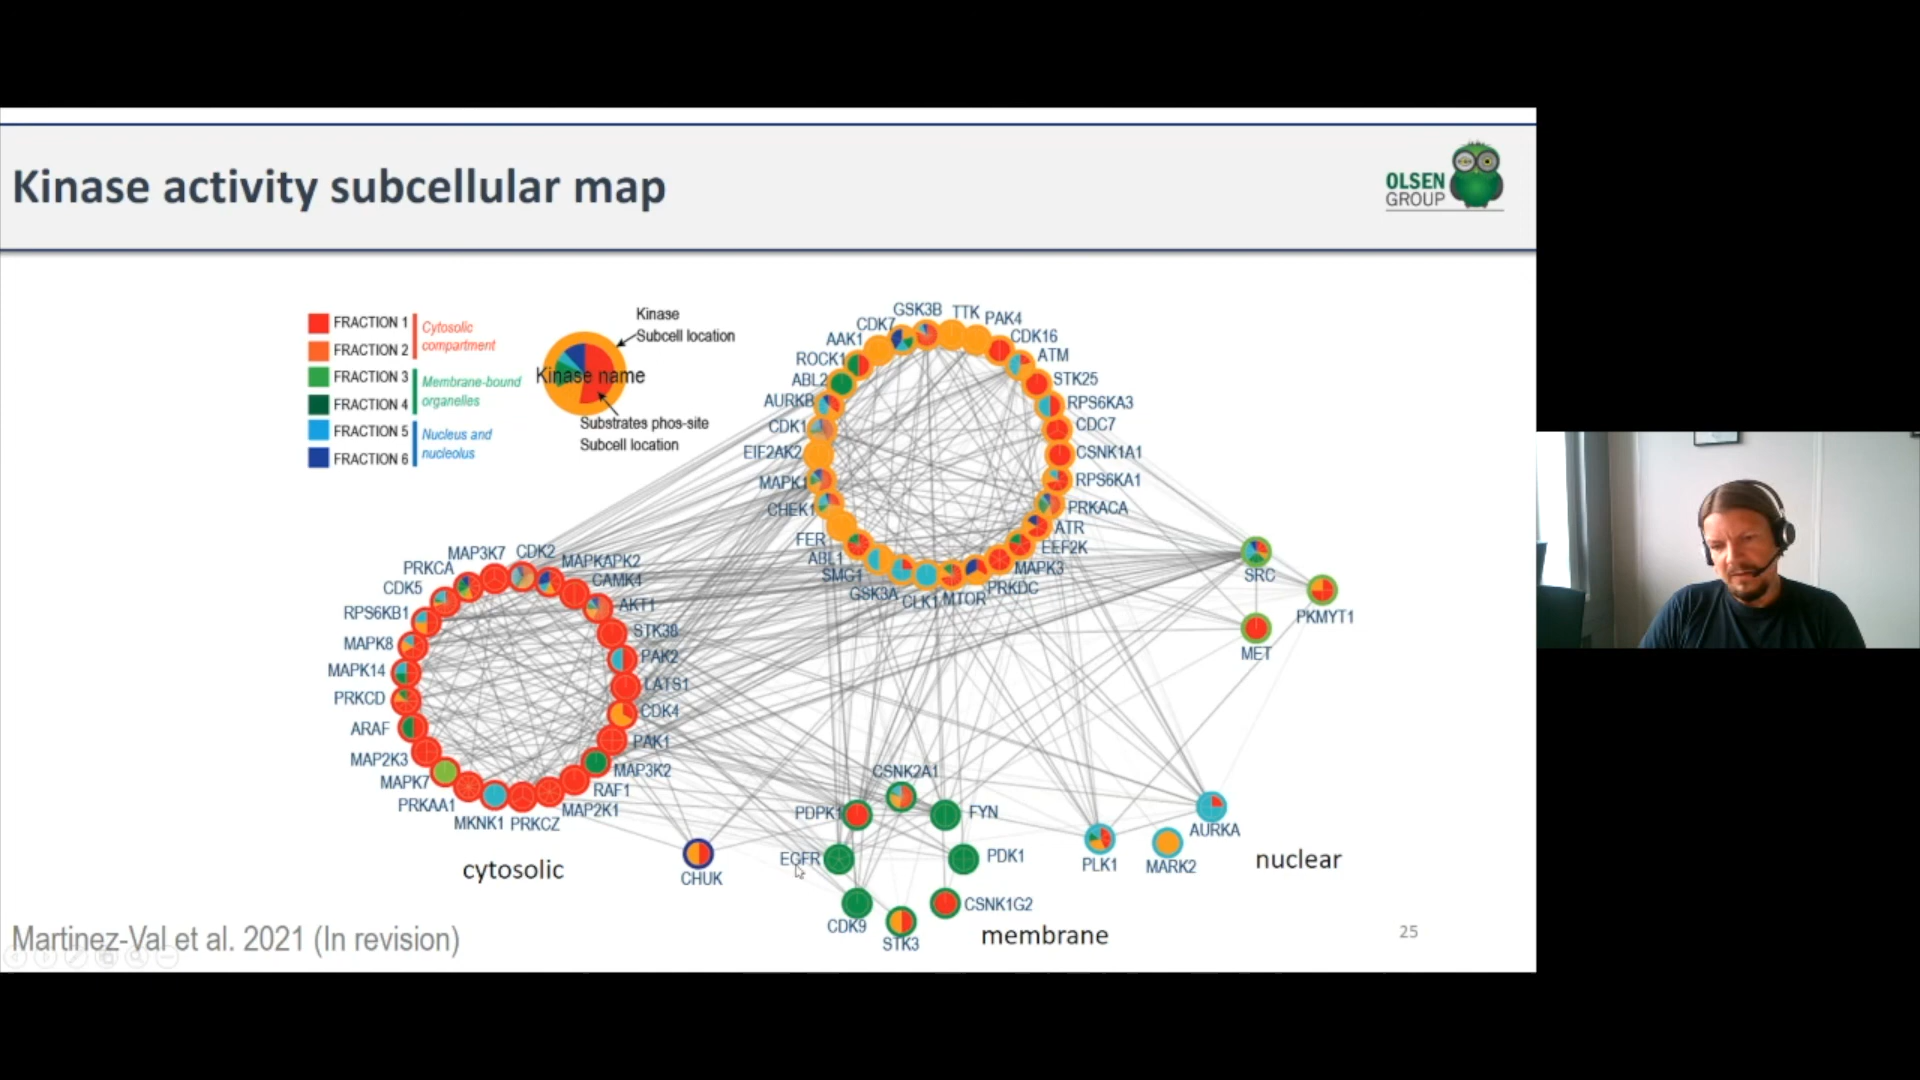 Kinase activity subcellular map
OLSEN
GROUP
FRACTION 1
FRACTION 2
Cytosolic
compartment
FRACTION 3
FRACTION 4
Membrane-bound
organelles
FRACTION 5
FRACTION 6
Nucleus and
nucleolus
Kinase
Subcell location
Kinase name
Substrates phos-site
Subcell location
GSK3B
TTK
PAK4
CDK16
ATM
STK25
RPS6KA3
CDC7
CSNK1A1
RPS6KA1
PRKACA
ATR
EEF2K
MAPK3
PRKDC
MTOR
CLK1
GSK3A
SMG1
ABL1
FER
CHEK1
MAPK1
EIF2AK2
CDK1
AURKB
ABL2
ROCK1
AAK1
CDK7
MAP3K7
CDK2
MAPKAPK2
CAMK4
AKT1
STK38
PAK2
LATS1
CDK4
PAK1
MAP3K2
RAF1
MAP2K1
PRKCZ
MKNK1
PRKAA1
MAPK7
MAP2K3
ARAF
PRKCD
MAPK14
MAPK8
RPS6KB1
CDK5
PRKCA
cytosolic
SRC
PKMYT1
MET
CHUK
CSNK2A1
PDPK1
FYN
EGFR
PDK1
CDK9
STK3
CSNK1G2
membrane
PLK1
MARK2
AURKA
nuclear
Martinez-Val et al. 2021 (In revision)
25